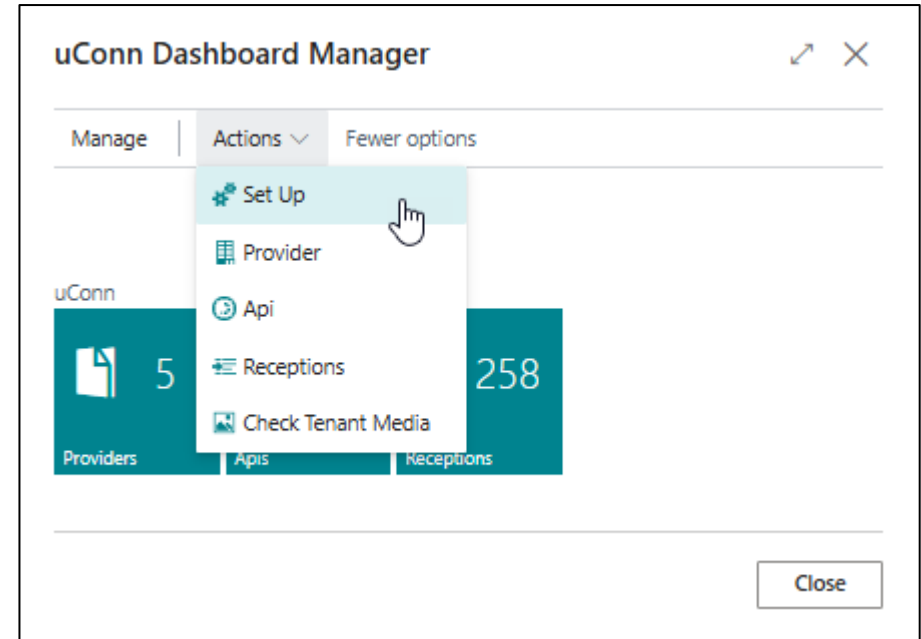 uConn Dashboard Manager
Manage Actions Fewer options
Set Up
Provider
Api
Receptions
Check Tenant Media
uConn
5 258
Providers Apis Receptions
Close